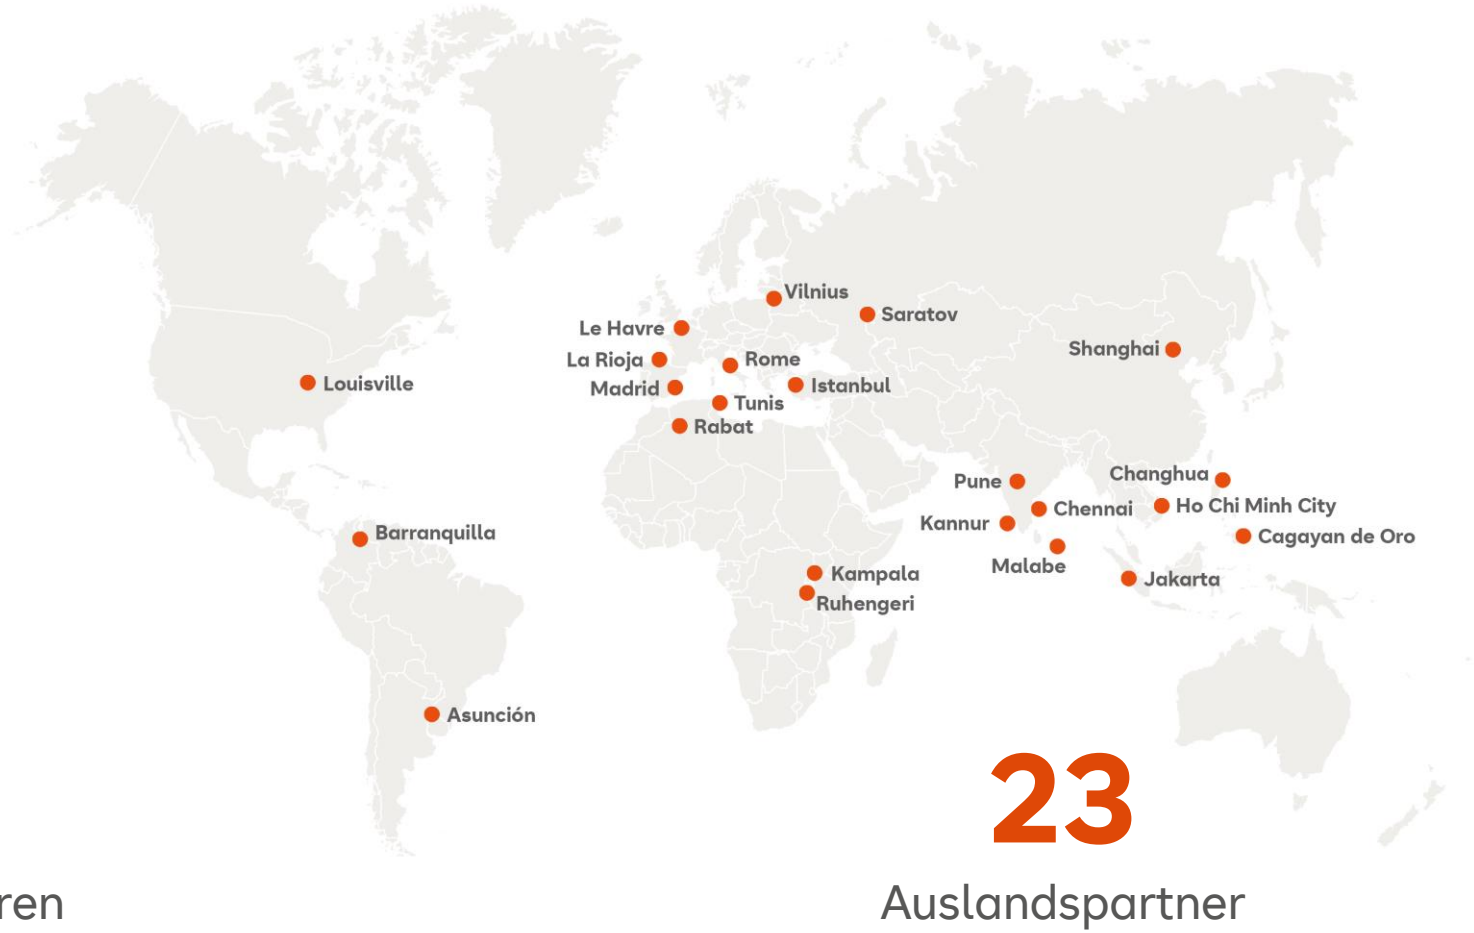 Vilnius
Saratov
Le Havre
Shanghai
La Rioja
Rome
Louisville
Madrid
Istanbul
Tunis
Rabat
Changhua
Pune
Chennai
Ho Chi Minh City
Kannur
Barranquilla
Cagayan de Oro
Malabe
Kampala
Jakarta
Ruhengeri
Asunción
23
ren
Auslandspartner